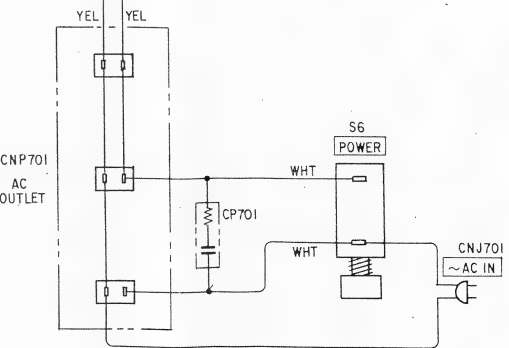 YEL YEL
S6
POWER
CNP701
AC
OUTLET
WHT
CP701
WHT
CNJ701
~AC IN